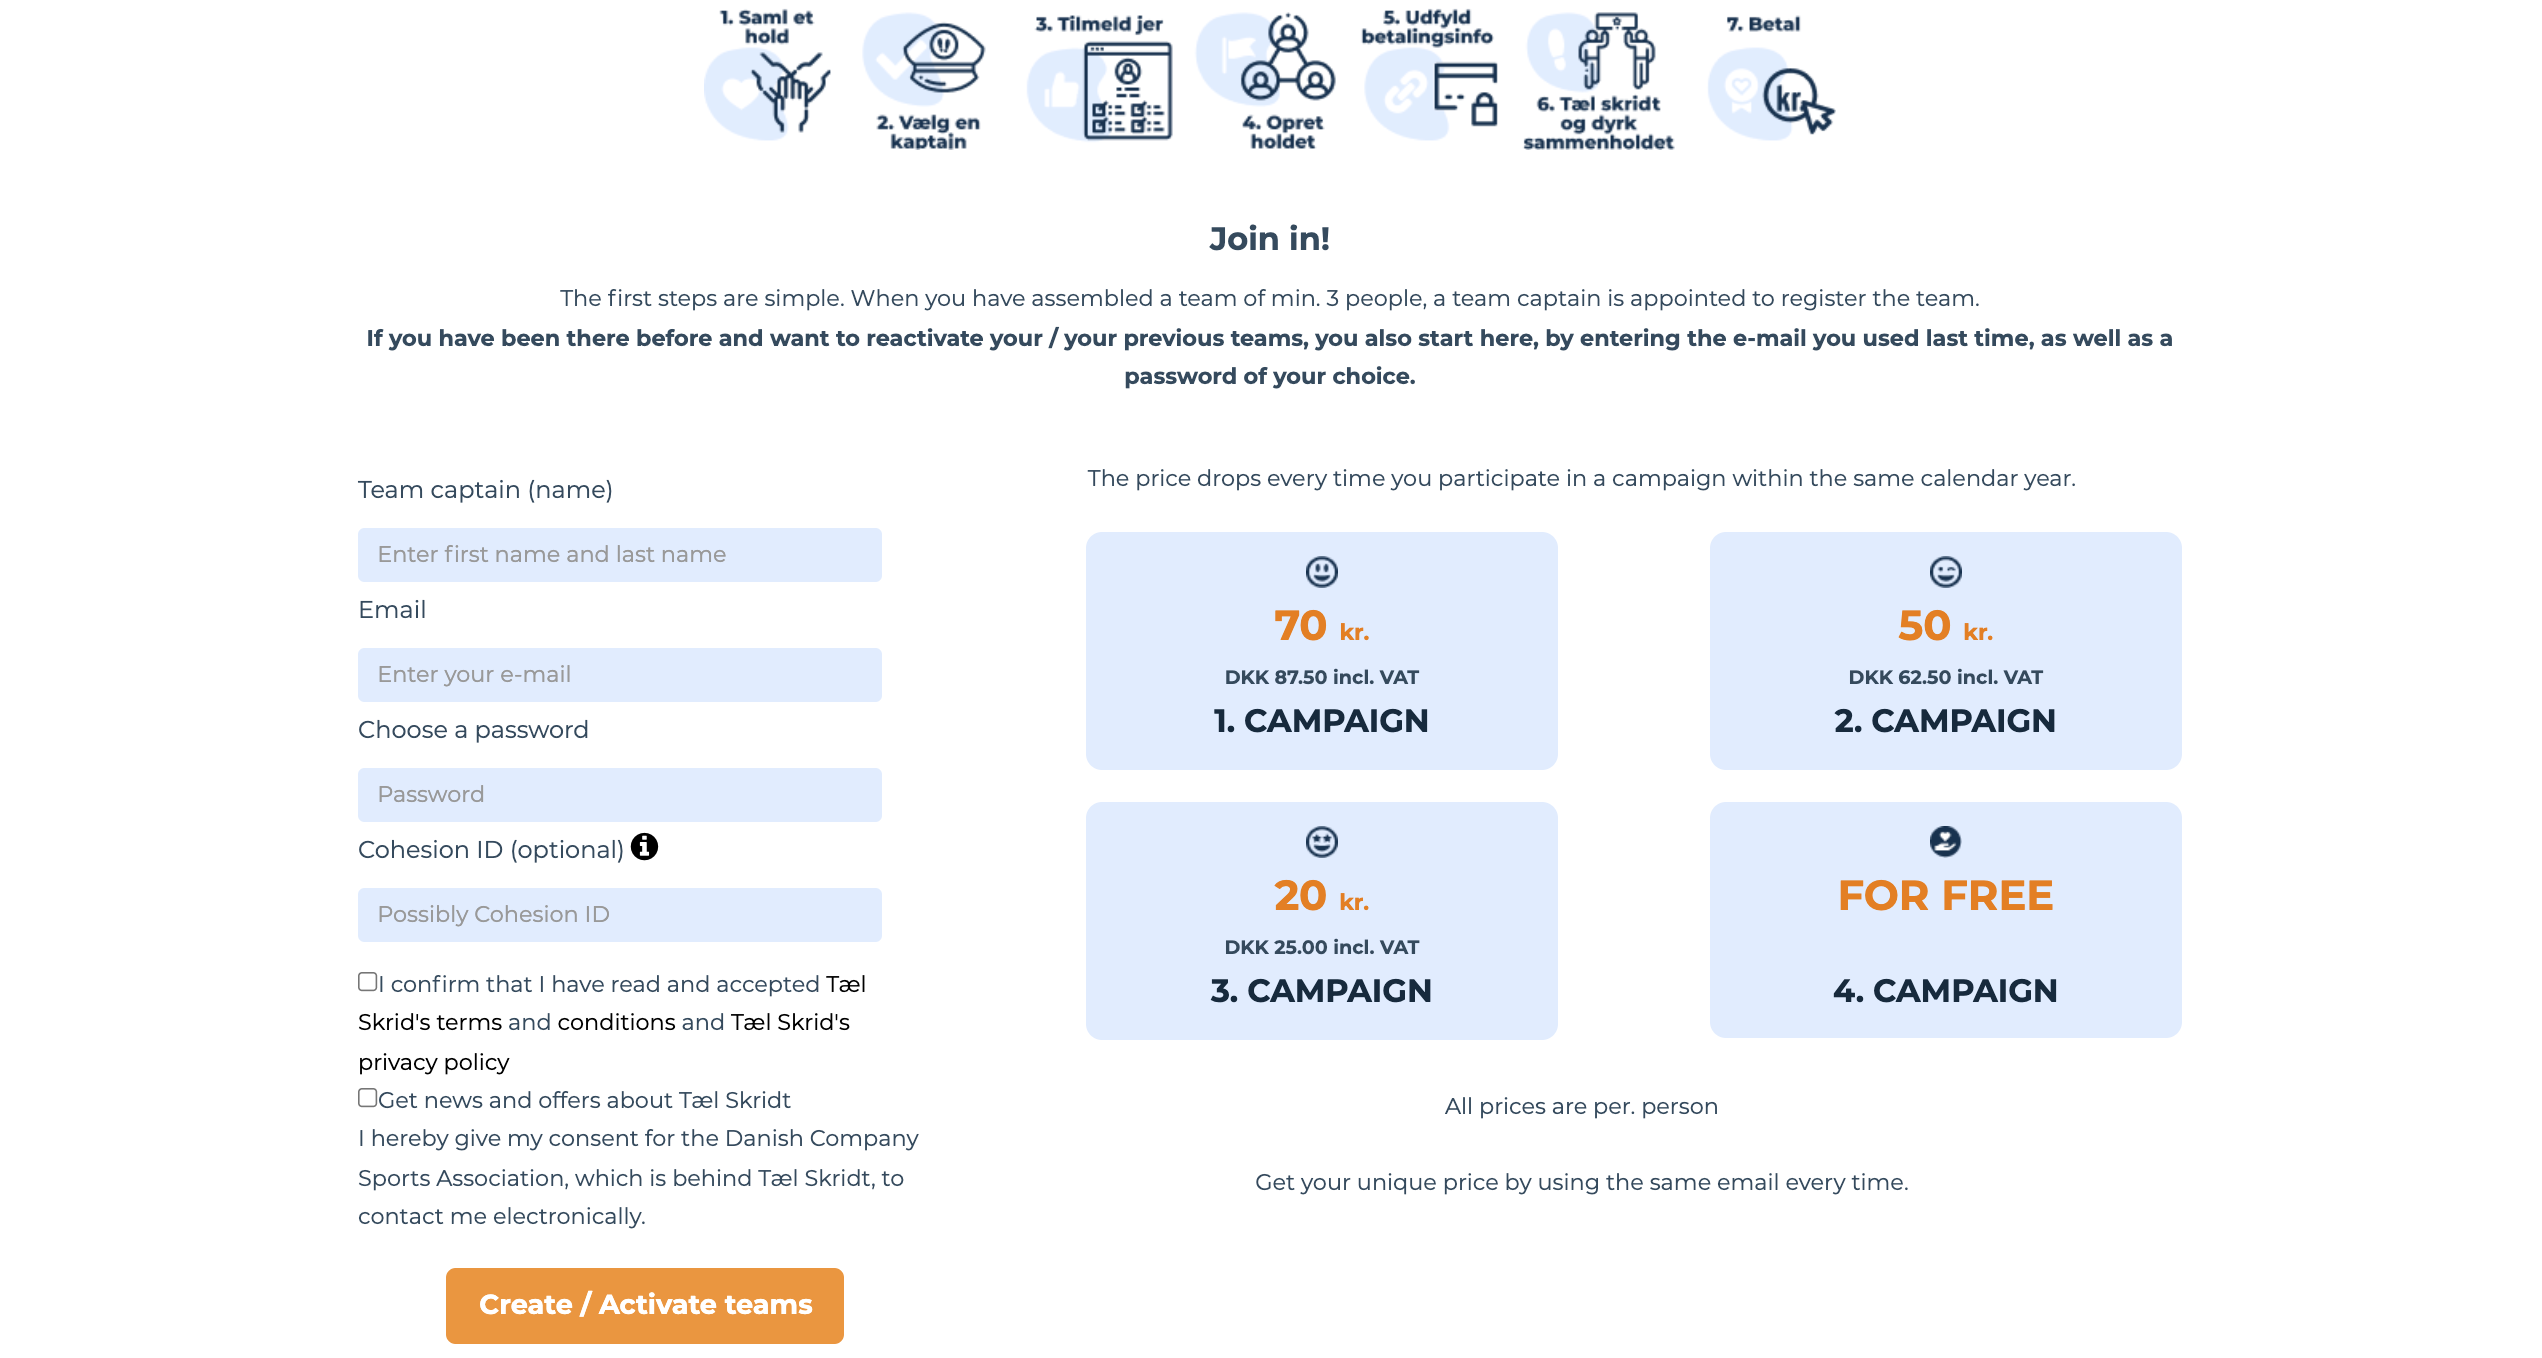 1. Saml et
hold
2. Vælg en
kaptajn
3. Tilmeld jer
4. Opret
holdet
5. Udfyld
betalingsinfo
6. Tæl skridt
og dyrk
sammenholdet
7. Betal
kr.
Join in!
The first steps are simple. When you have assembled a team of min. 3 people, a team captain is appointed to register the team.
If you have been there before and want to reactivate your / your previous teams, you also start here, by entering the e-mail you used last time, as well as a
password of your choice.
Team captain (name)
Enter first name and last name
Email
Enter your e-mail
Choose a password
Password
Cohesion ID (optional)
Possibly Cohesion ID
I confirm that I have read and accepted Tæl
Skrid's terms and conditions and Tæl Skrid's
privacy policy
Get news and offers about Tæl Skridt
I hereby give my consent for the Danish Company
Sports Association, which is behind Tæl Skridt, to
contact me electronically.
Create / Activate teams
The price drops every time you participate in a campaign within the same calendar year.
70 kr.
DKK 87.50 incl. VAT
1. CAMPAIGN
50 kr.
DKK 62.50 incl. VAT
2. CAMPAIGN
20 kr.
DKK 25.00 incl. VAT
3. CAMPAIGN
FOR FREE
4. CAMPAIGN
All prices are per. person
Get your unique price by using the same email every time.